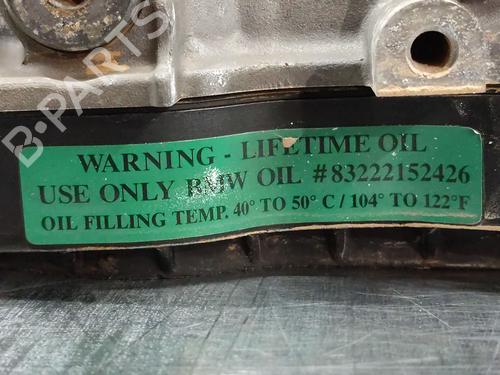 B-PARTS
WARNING - LIFETIME OIL
USE ONLY BMW OIL #83222152426
OIL FILLING TEMP. 40° TO 50° C / 104° TO 122°F